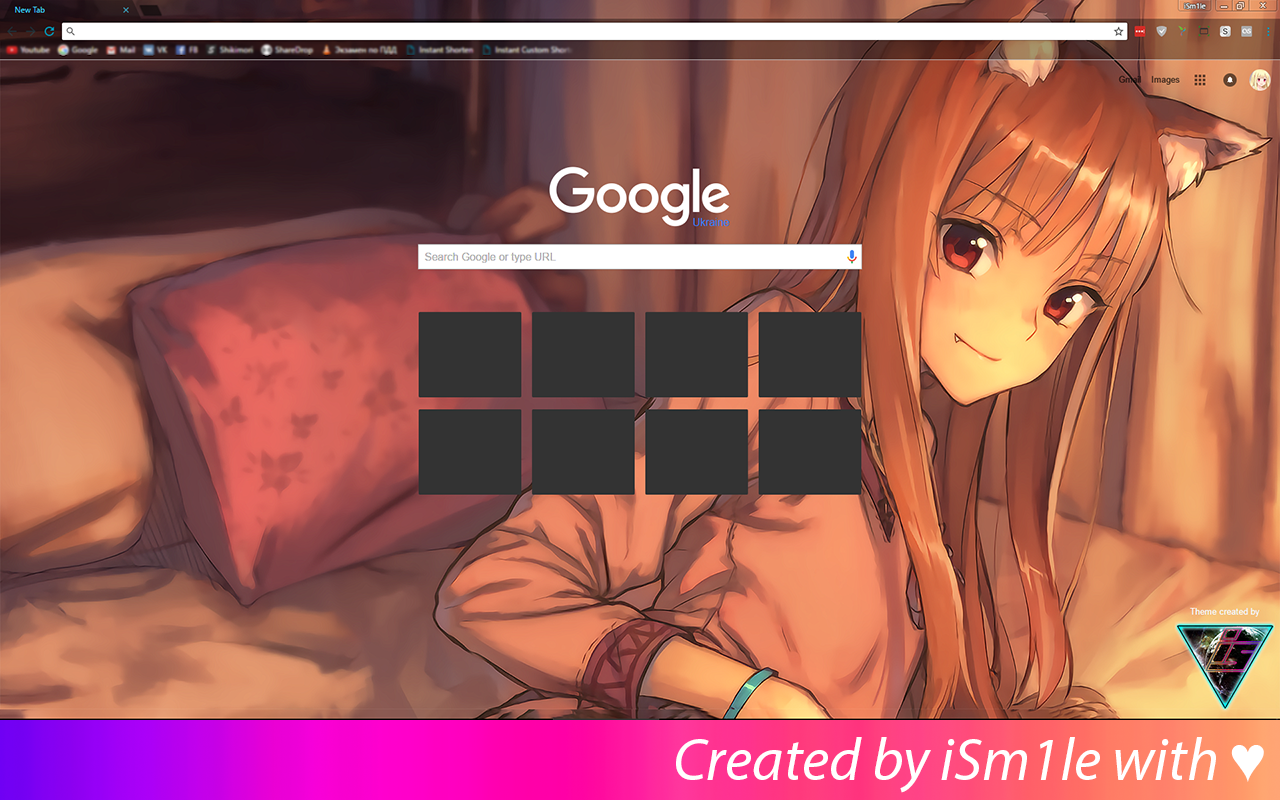 New Tab
iSm1le
Youtube Google Mail VK FB Shikimori ShareDrop Экзамен по ПДД Instant Shorten Instant Custom Short
Gmail Images
Google
Ukraine
Search Google or type URL
Theme created by
Created by iSm1le with ♥